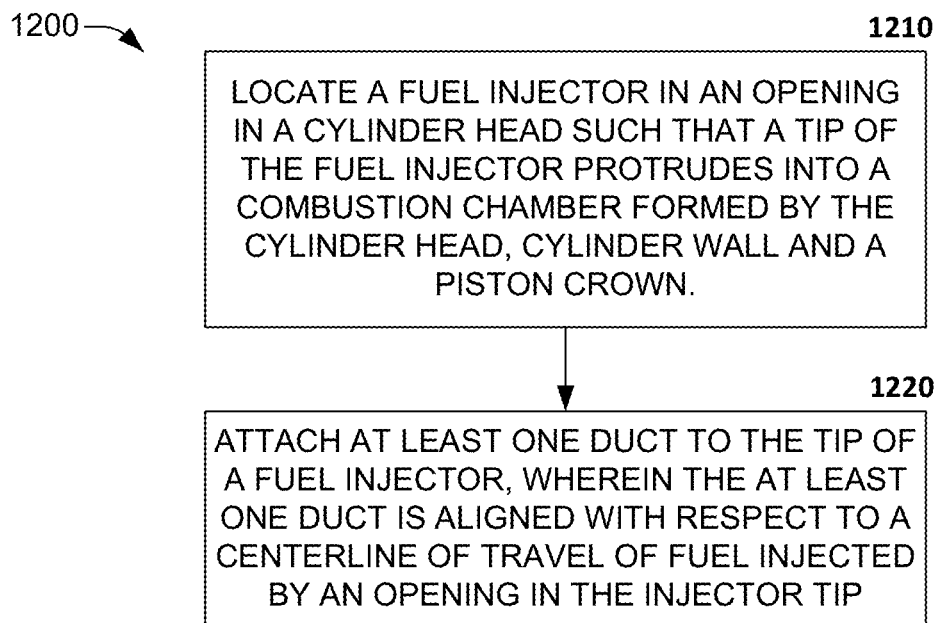 1200
1210
LOCATE A FUEL INJECTOR IN AN OPENING
IN A CYLINDER HEAD SUCH THAT A TIP OF
THE FUEL INJECTOR PROTRUDES INTO A
COMBUSTION CHAMBER FORMED BY THE
CYLINDER HEAD, CYLINDER WALL AND A
PISTON CROWN.
1220
ATTACH AT LEAST ONE DUCT TO THE TIP OF
A FUEL INJECTOR, WHEREIN THE AT LEAST
ONE DUCT IS ALIGNED WITH RESPECT TO A
CENTERLINE OF TRAVEL OF FUEL INJECTED
BY AN OPENING IN THE INJECTOR TIP